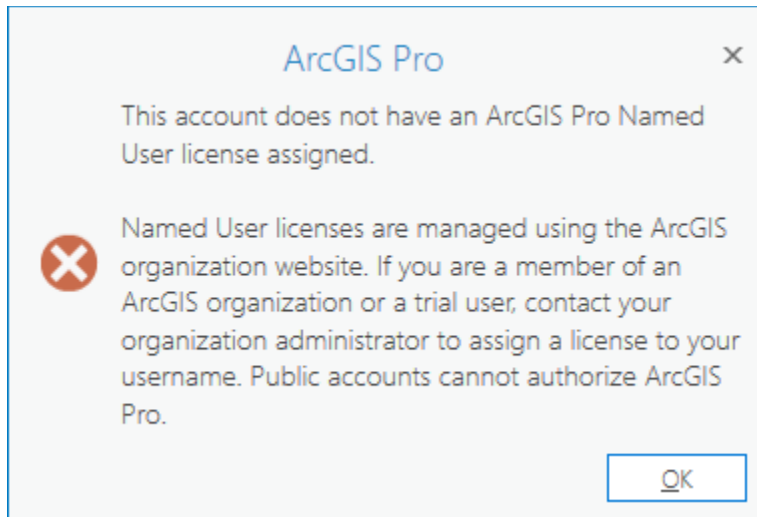 ArcGIS Pro
This account does not have an ArcGIS Pro Named
User license assigned.
Named User licenses are managed using the ArcGIS
organization website. If you are a member of an
ArcGIS organization or a trial user, contact your
organization administrator to assign a license to your
username. Public accounts cannot authorize ArcGIS
Pro.
OK